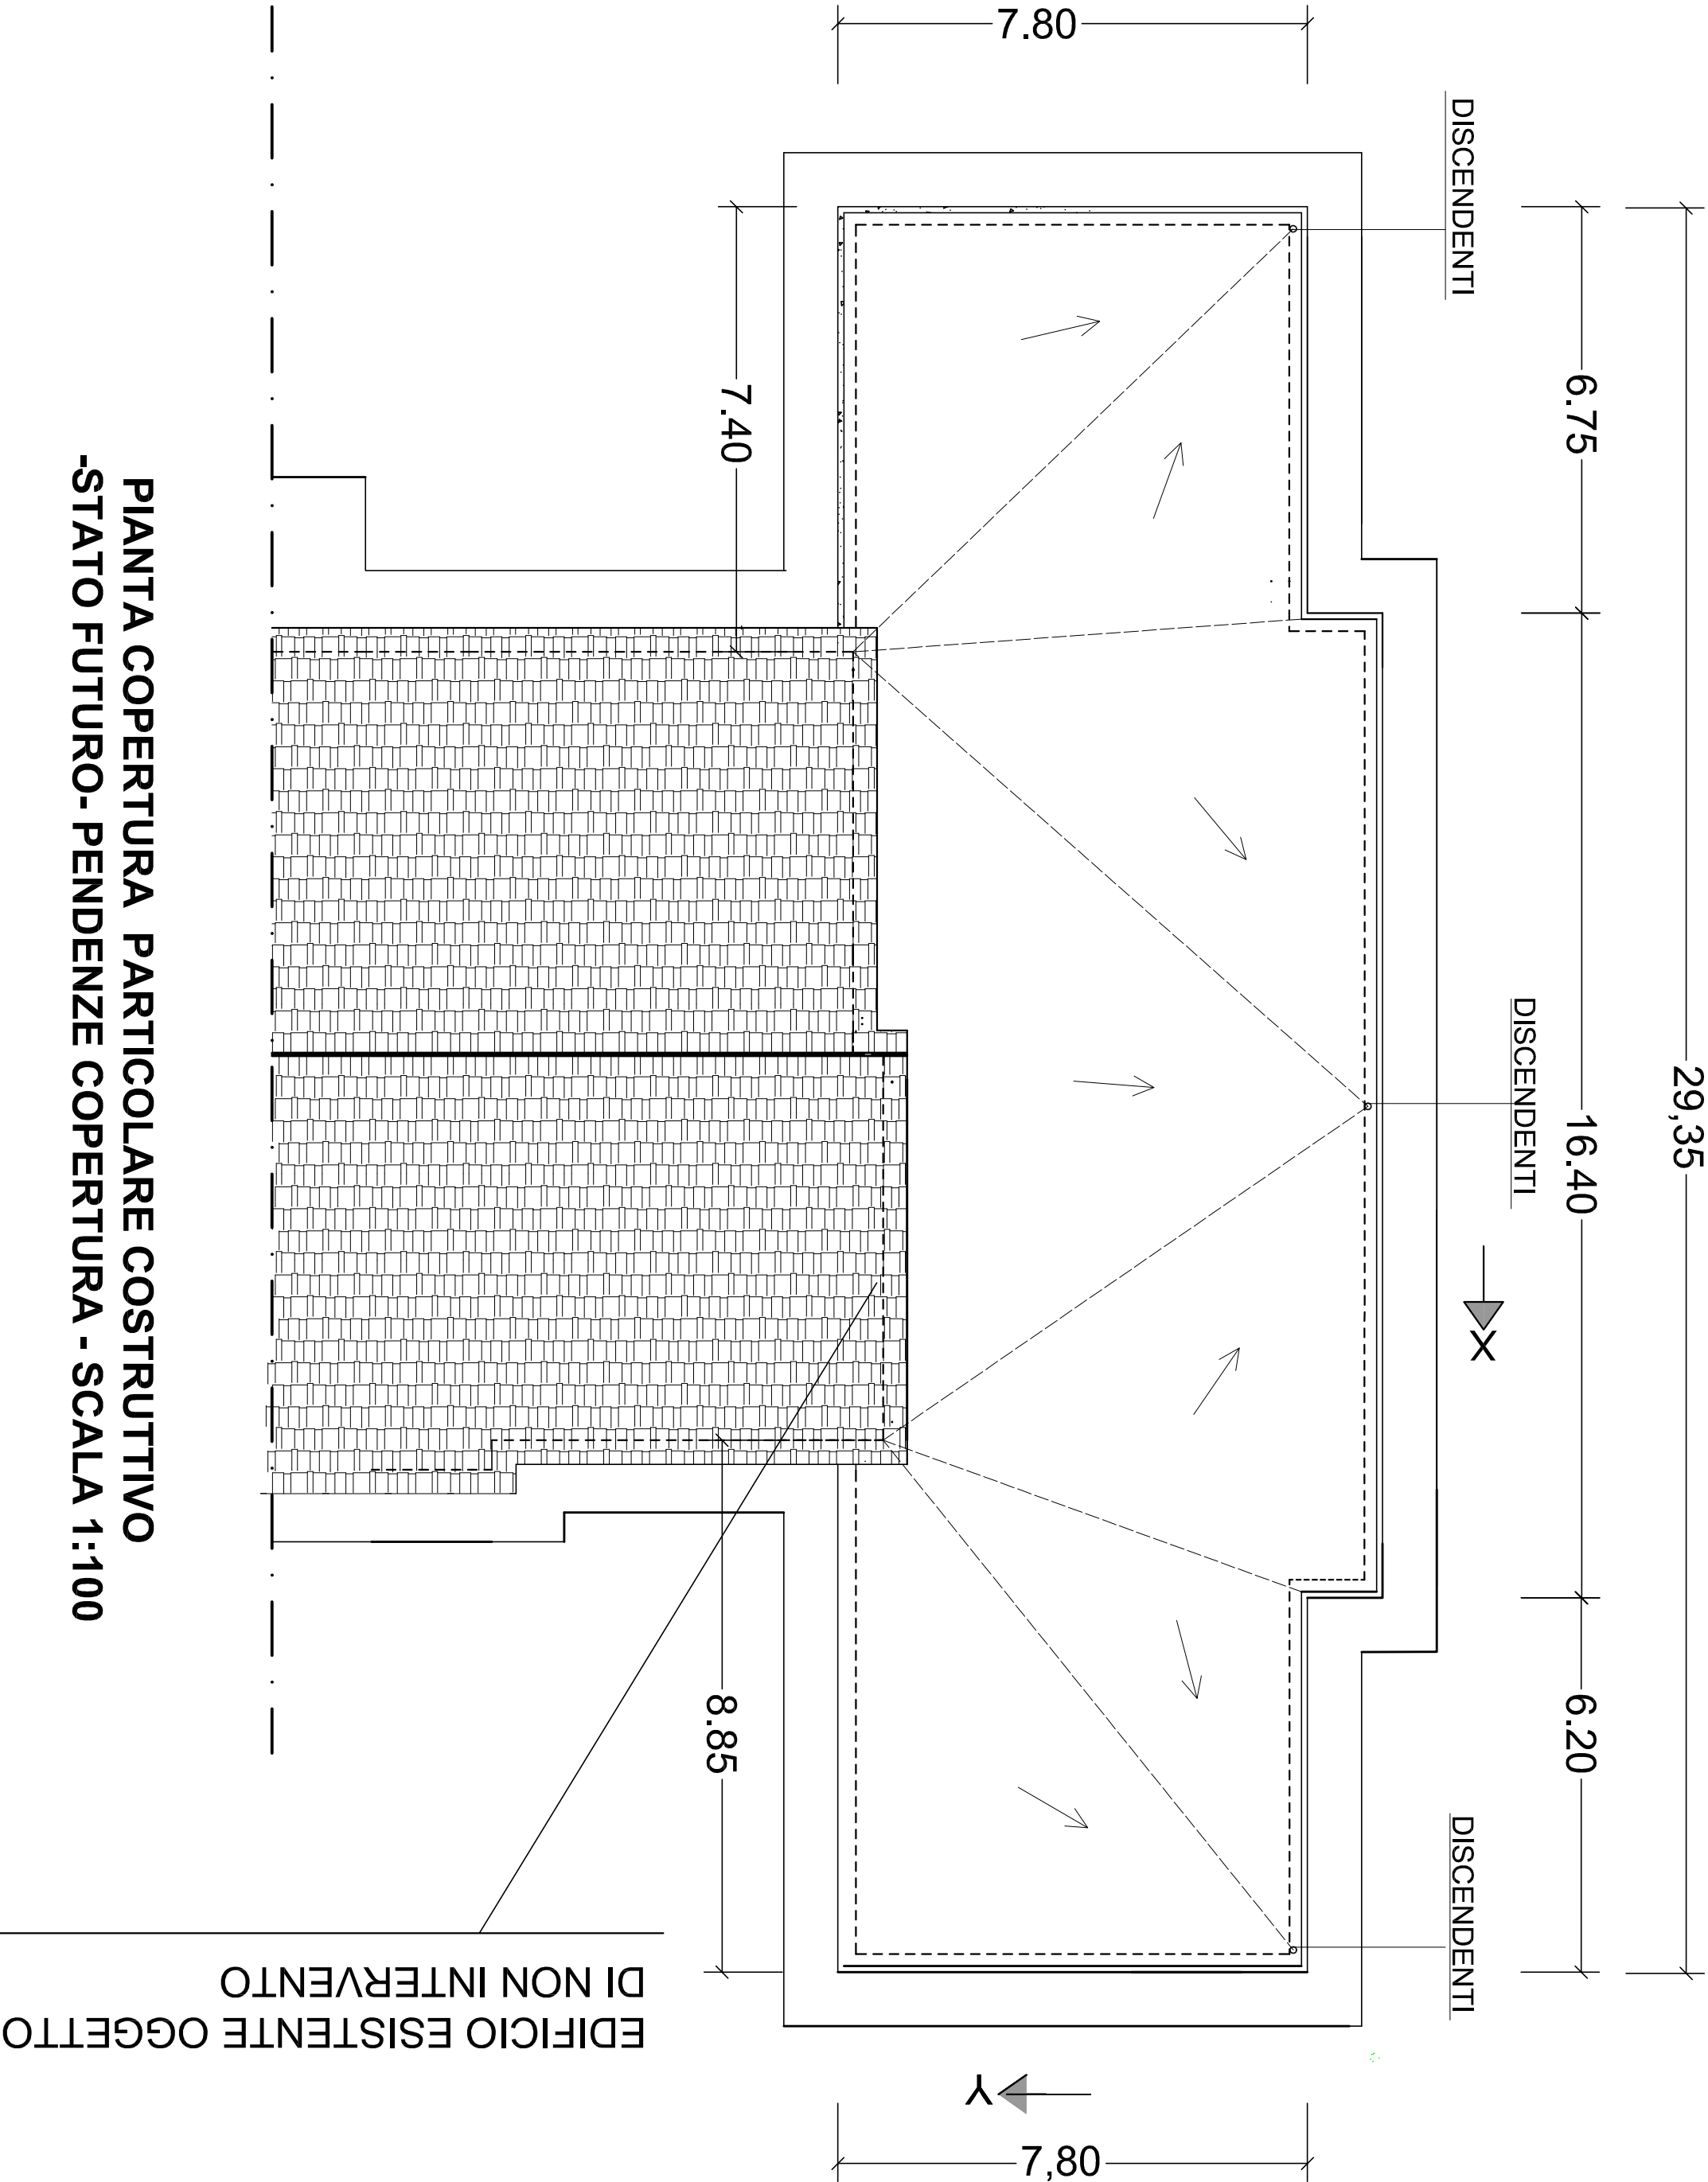 29,35
6.75
16.40
6.20
DISCENDENTI
DISCENDENTI
DISCENDENTI
X
7.80
7,80
Y
7.40
8.85
EDIFICIO ESISTENTE OGGETTO
DI NON INTERVENTO
PIANTA COPERTURA PARTICOLARE COSTRUTTIVO
-STATO FUTURO- PENDENZE COPERTURA - SCALA 1:100